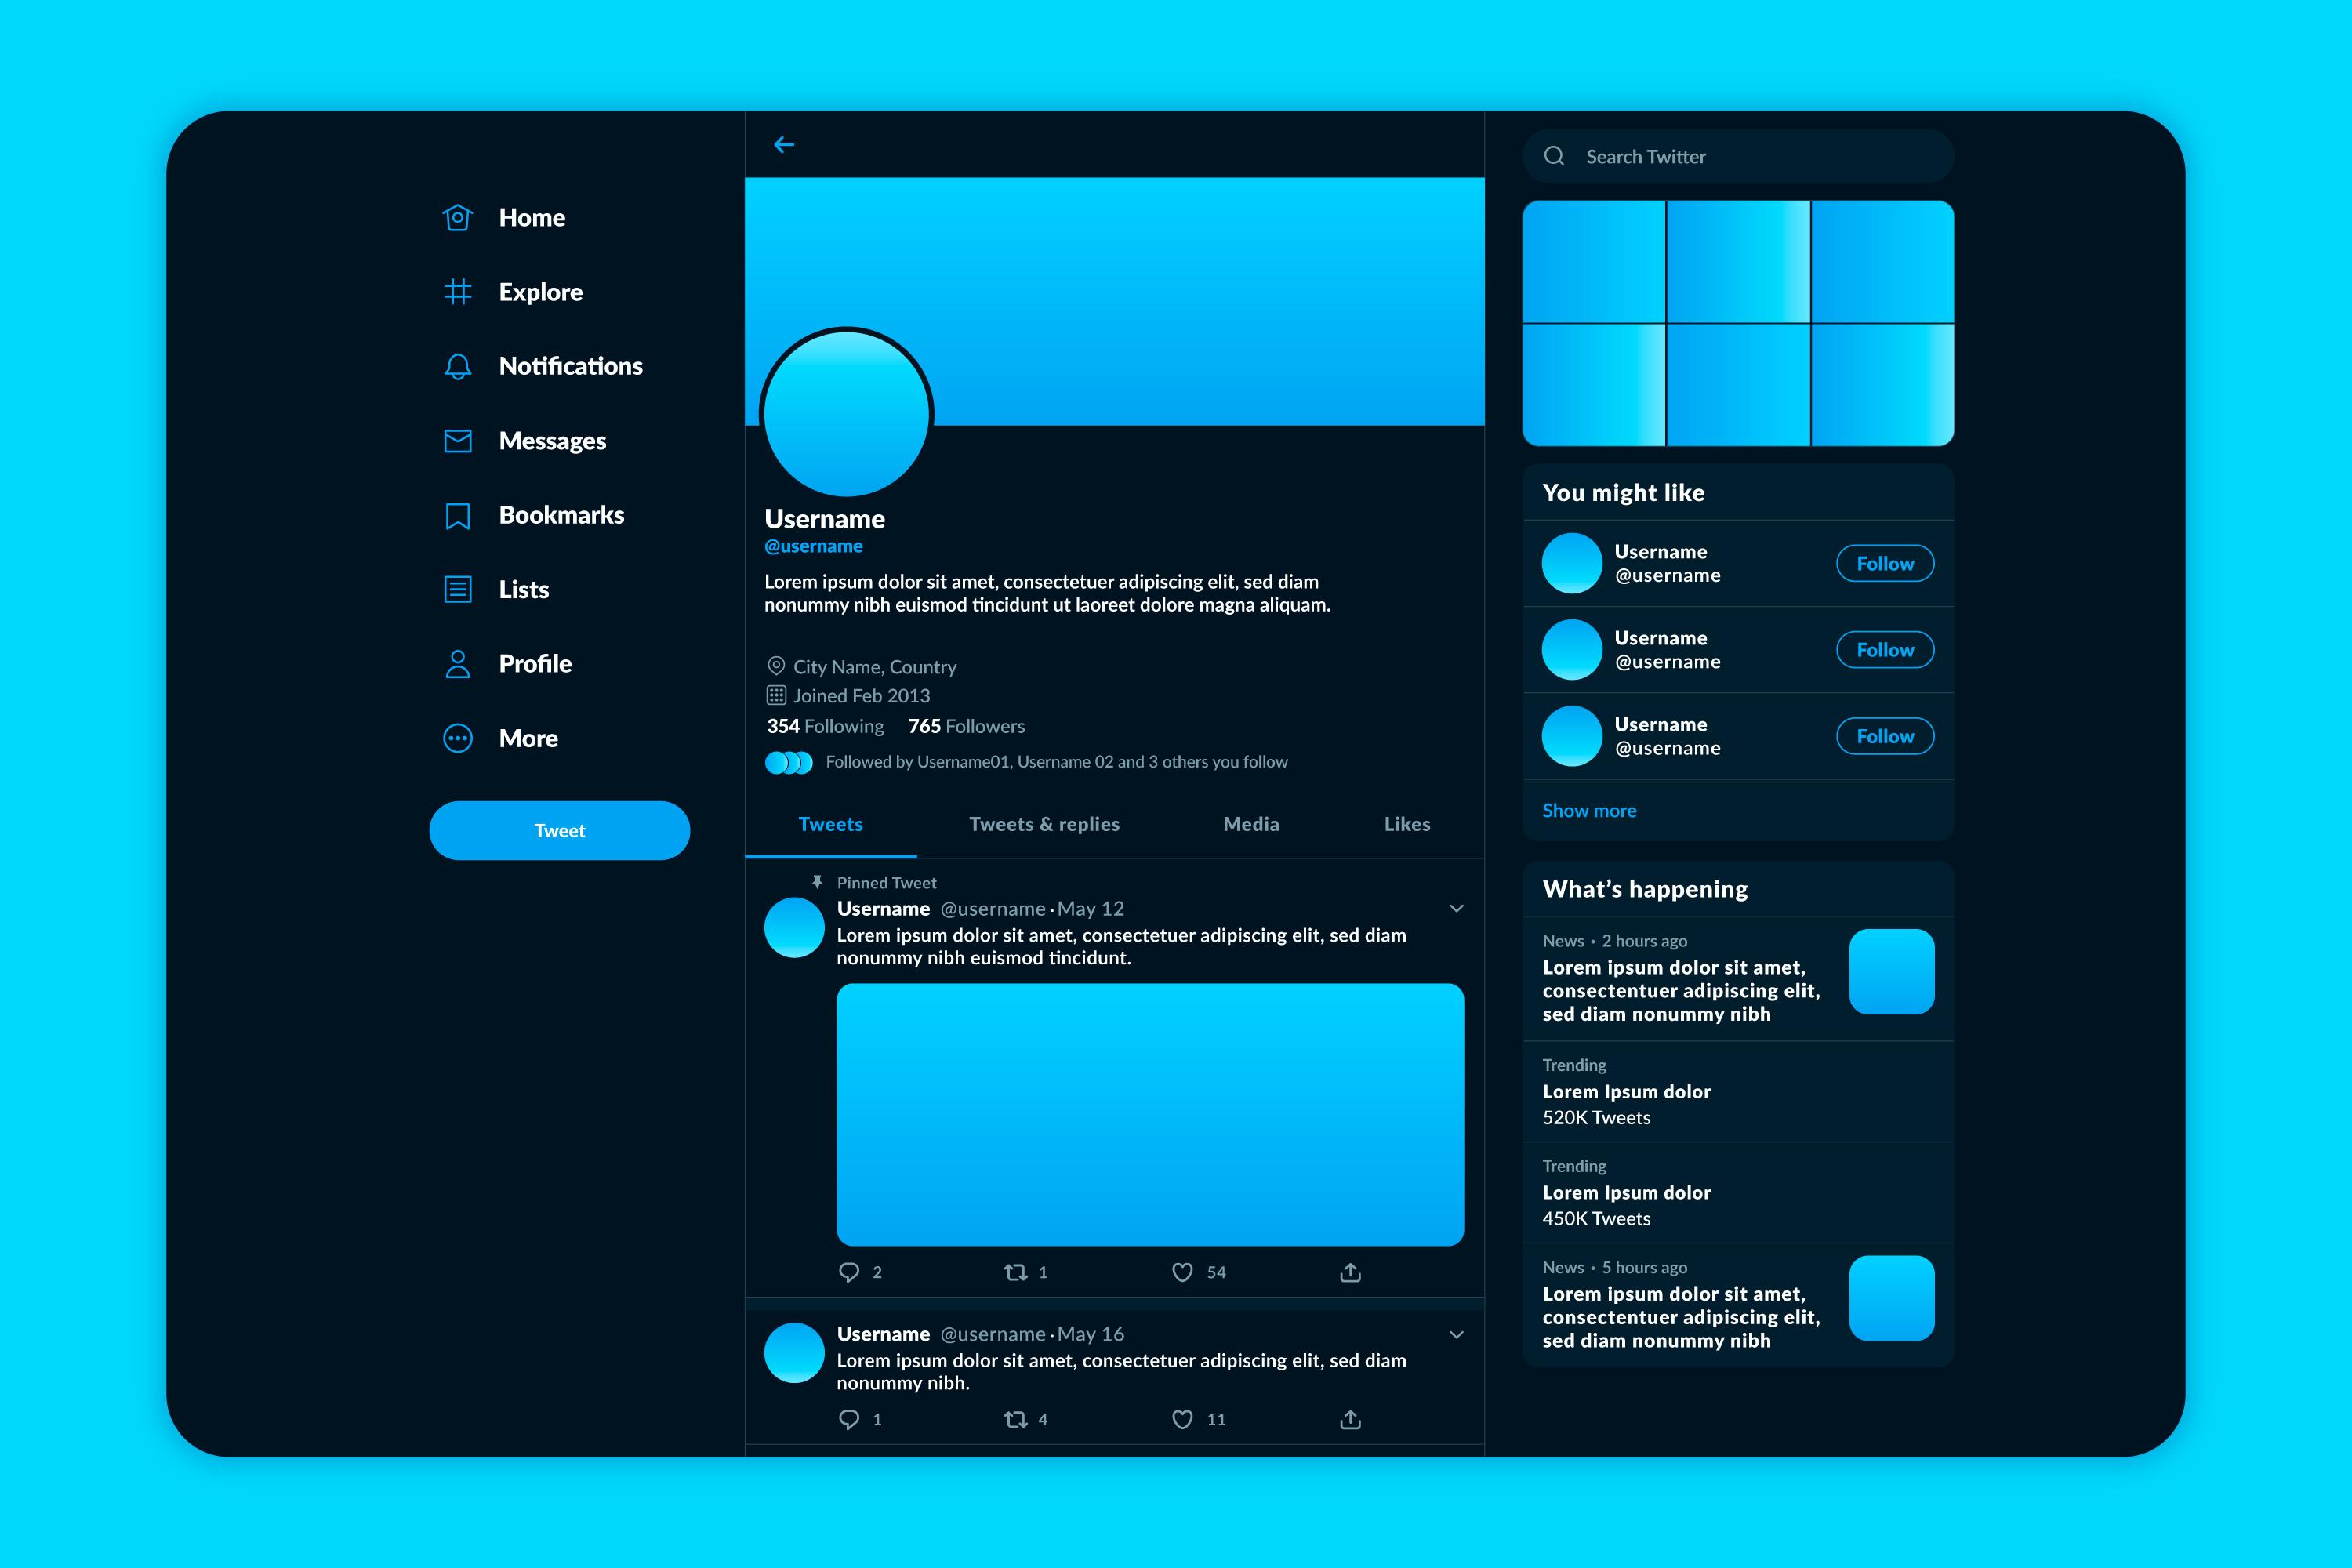 Home
Explore
Notifications
Messages
Bookmarks
Lists
Profile
More
Tweet
Username
@username
Lorem ipsum dolor sit amet, consectetuer adipiscing elit, sed diam
nonummy nibh euismod tincidunt ut laoreet dolore magna aliquam.
City Name, Country
Joined Feb 2013
354 Following 765 Followers
Followed by Username01, Username 02 and 3 others you follow
Tweets Tweets & replies Media Likes
Pinned Tweet
Username @username · May 12
Lorem ipsum dolor sit amet, consectetuer adipiscing elit, sed diam
nonummy nibh euismod tincidunt.
2 1 54
Username @username · May 16
Lorem ipsum dolor sit amet, consectetuer adipiscing elit, sed diam
nonummy nibh.
1 4 11
Search Twitter
You might like
Username
@username
Follow
Username
@username
Follow
Username
@username
Follow
Show more
What's happening
News • 2 hours ago
Lorem ipsum dolor sit amet,
consectentuer adipiscing elit,
sed diam nonummy nibh
Trending
Lorem Ipsum dolor
520K Tweets
Trending
Lorem Ipsum dolor
450K Tweets
News • 5 hours ago
Lorem ipsum dolor sit amet,
consectentuer adipiscing elit,
sed diam nonummy nibh